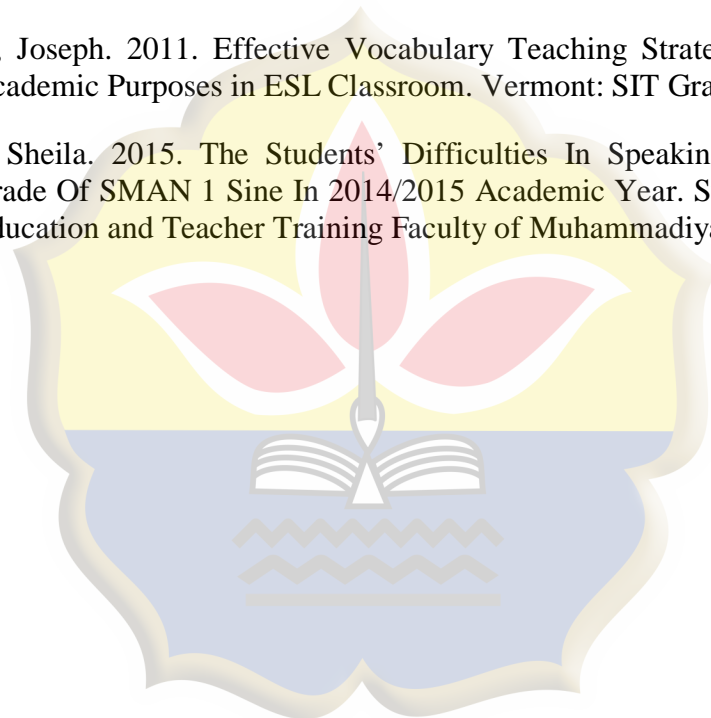 , Joseph. 2011. Effective Vocabulary Teaching Strate
cademic Purposes in ESL Classroom. Vermont: SIT Gra
Sheila. 2015. The Students’ Difficulties In Speakin
rade Of SMAN 1 Sine In 2014/2015 Academic Year. S
ducation and Teacher Training Faculty of Muhammadiya